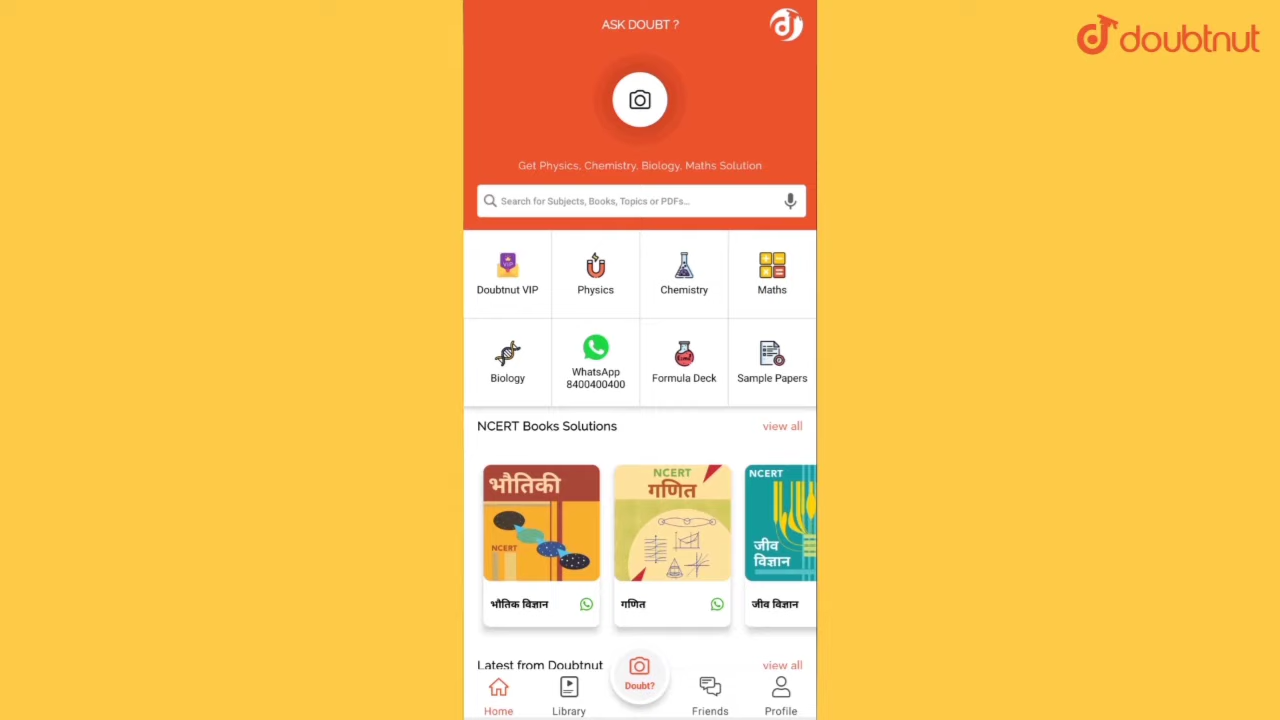 ASK DOUBT ?
doubtnut
Get Physics, Chemistry, Biology, Maths Solution
Search for Subjects, Books, Topics or PDFs...
Doubtnut VIP
Physics
Chemistry
Maths
Biology
WhatsApp
8400400400
Formula Deck
Sample Papers
NCERT Books Solutions
view all
भौतिकी
NCERT
भौतिक विज्ञान
NCERT
गणित
गणित
NCERT
जीव
विज्ञान
जीव विज्ञान
Latest from Doubtnut
view all
Doubt?
Home
Library
Friends
Profile